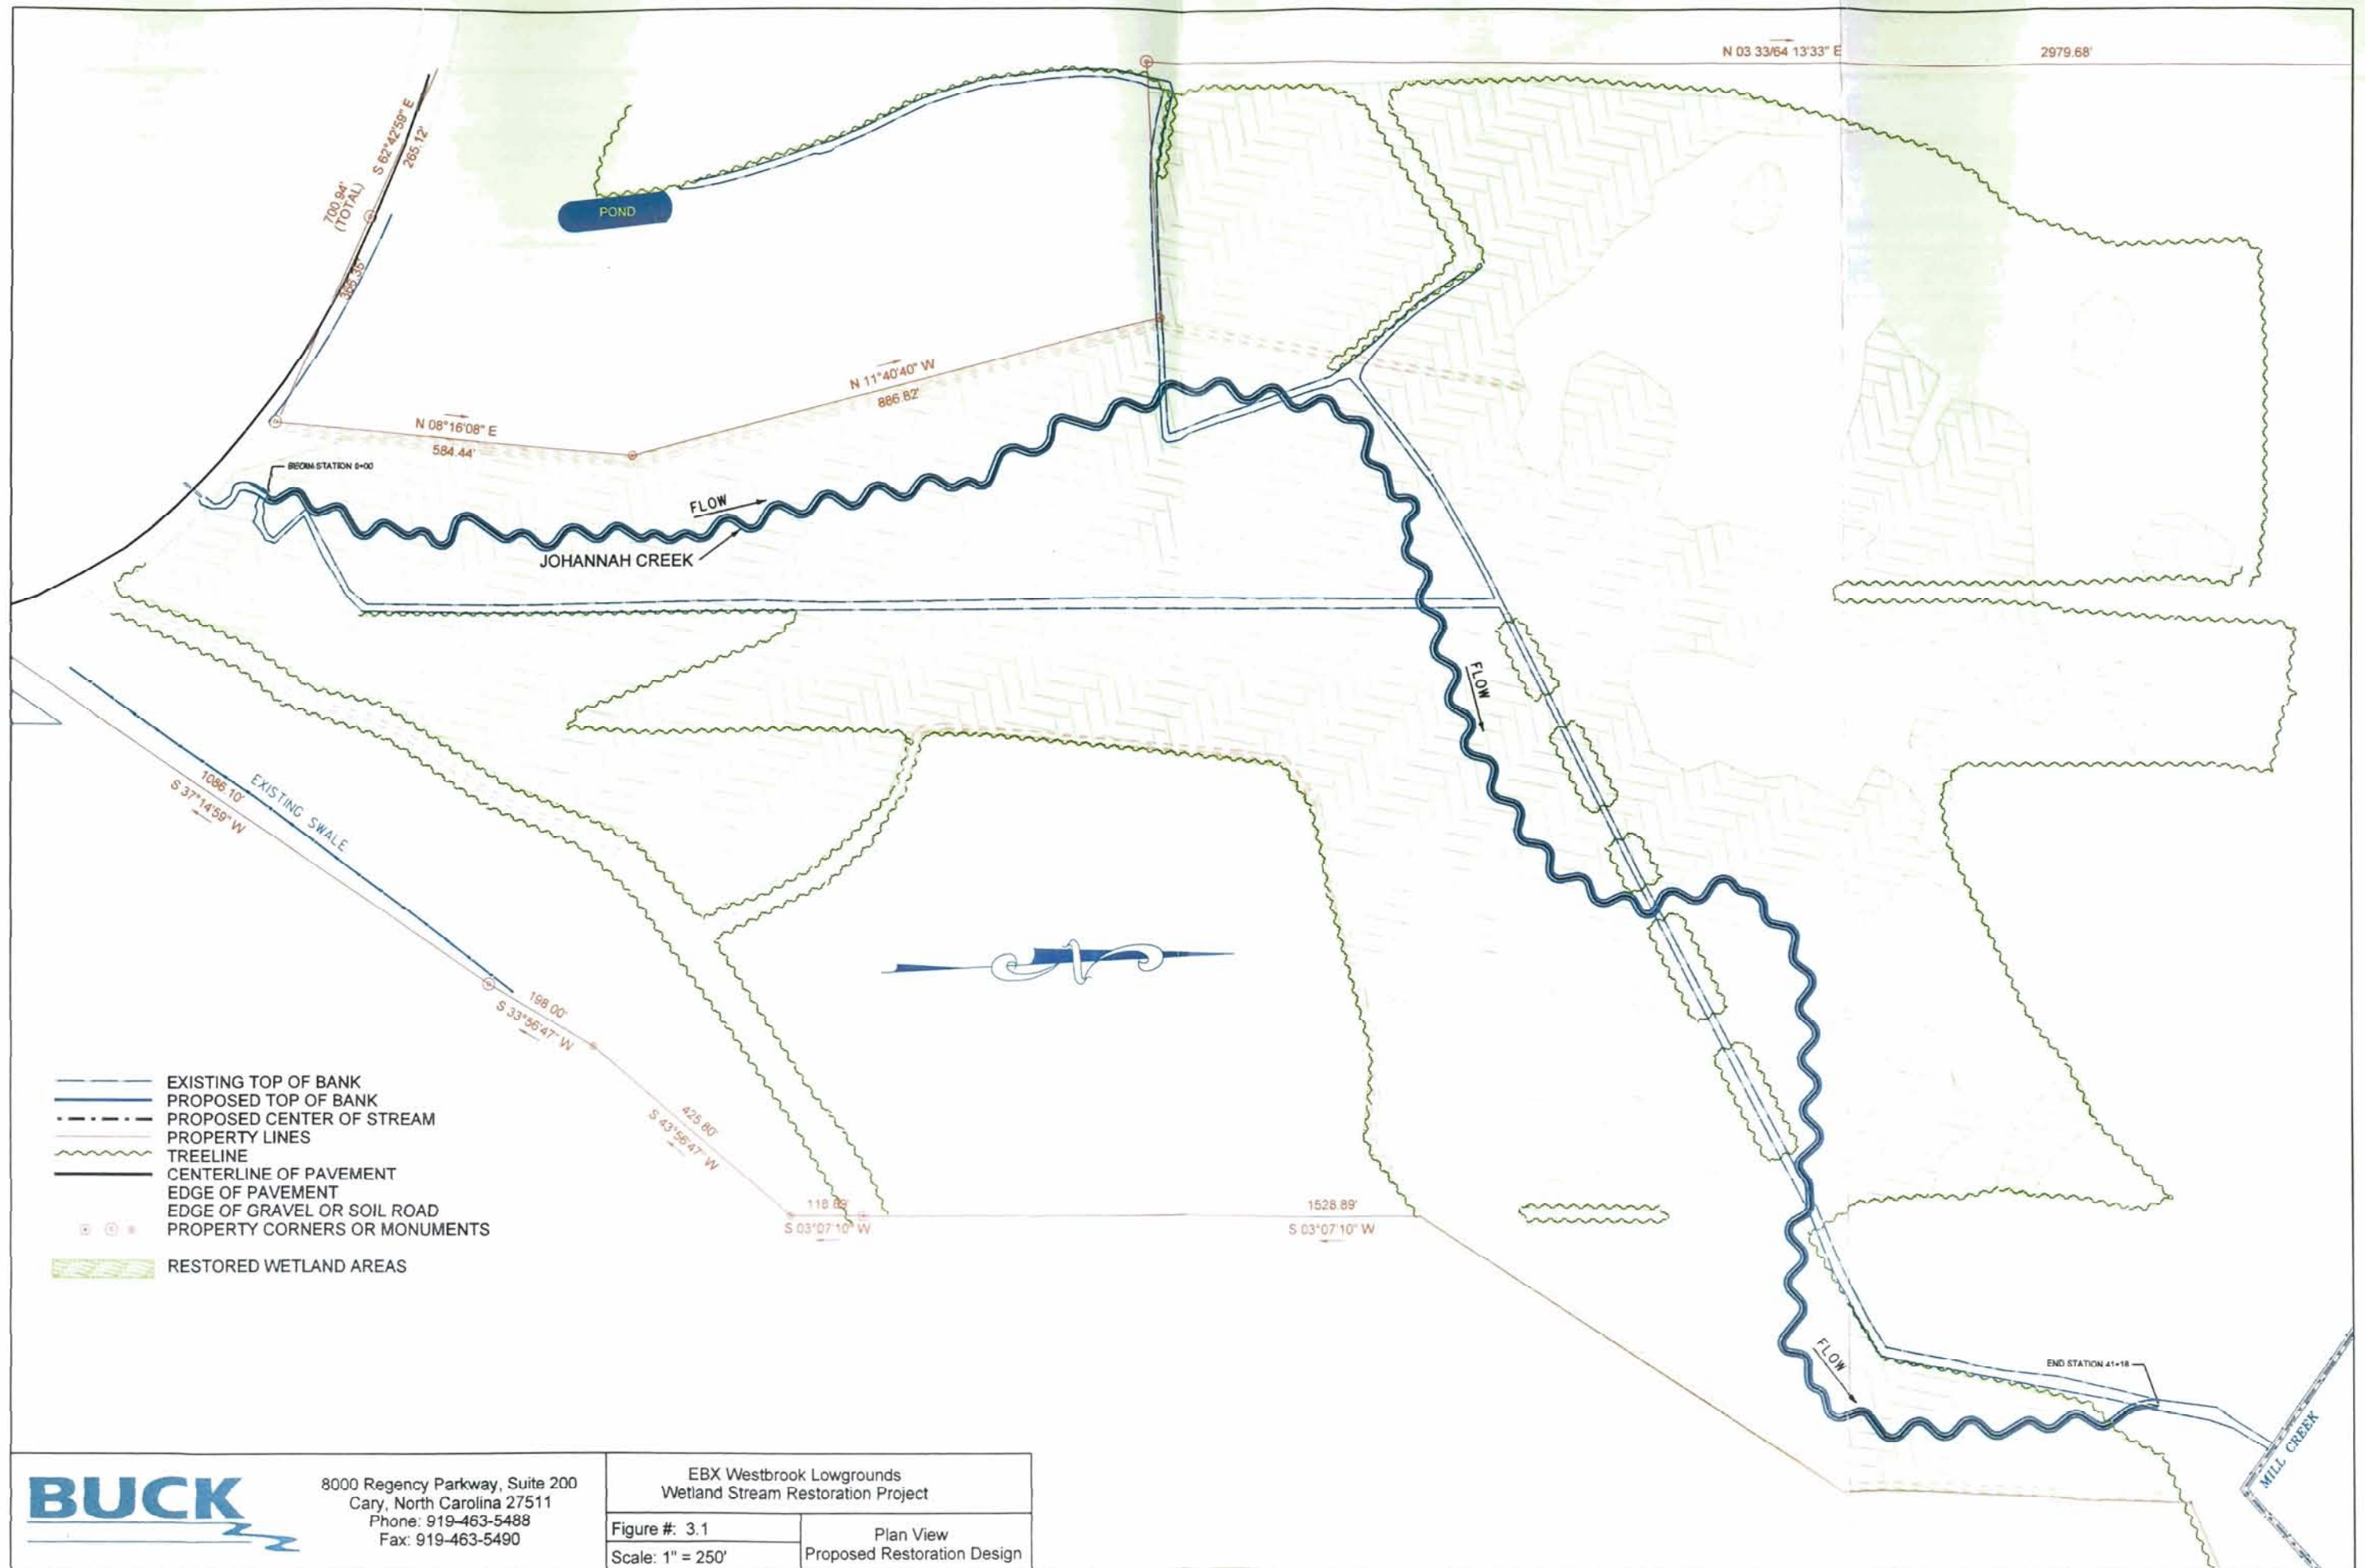 N 03 33/64 13'33" E
2979.68'
S 62°42'59" E
265.12'
700.94'
(TOTAL)
366.35'
POND
N 11°40'40" W
886.82'
N 08°16'08" E
584.44'
BEGIN STATION 0+00
FLOW
JOHANNAH CREEK
FLOW
EXISTING SWALE
1086.10'
S 37°14'59" W
198.00'
S 33°56'47" W
425.80'
S 43°56'47" W
118.89'
S 03°07'10" W
1528.89'
S 03°07'10" W
FLOW
END STATION 41+18
MILL CREEK
EXISTING TOP OF BANK
PROPOSED TOP OF BANK
PROPOSED CENTER OF STREAM
PROPERTY LINES
TREELINE
CENTERLINE OF PAVEMENT
EDGE OF PAVEMENT
EDGE OF GRAVEL OR SOIL ROAD
PROPERTY CORNERS OR MONUMENTS
RESTORED WETLAND AREAS
BUCK
8000 Regency Parkway, Suite 200
Cary, North Carolina 27511
Phone: 919-463-5488
Fax: 919-463-5490
EBX Westbrook Lowgrounds
Wetland Stream Restoration Project
Figure #: 3.1
Scale: 1" = 250'
Plan View
Proposed Restoration Design